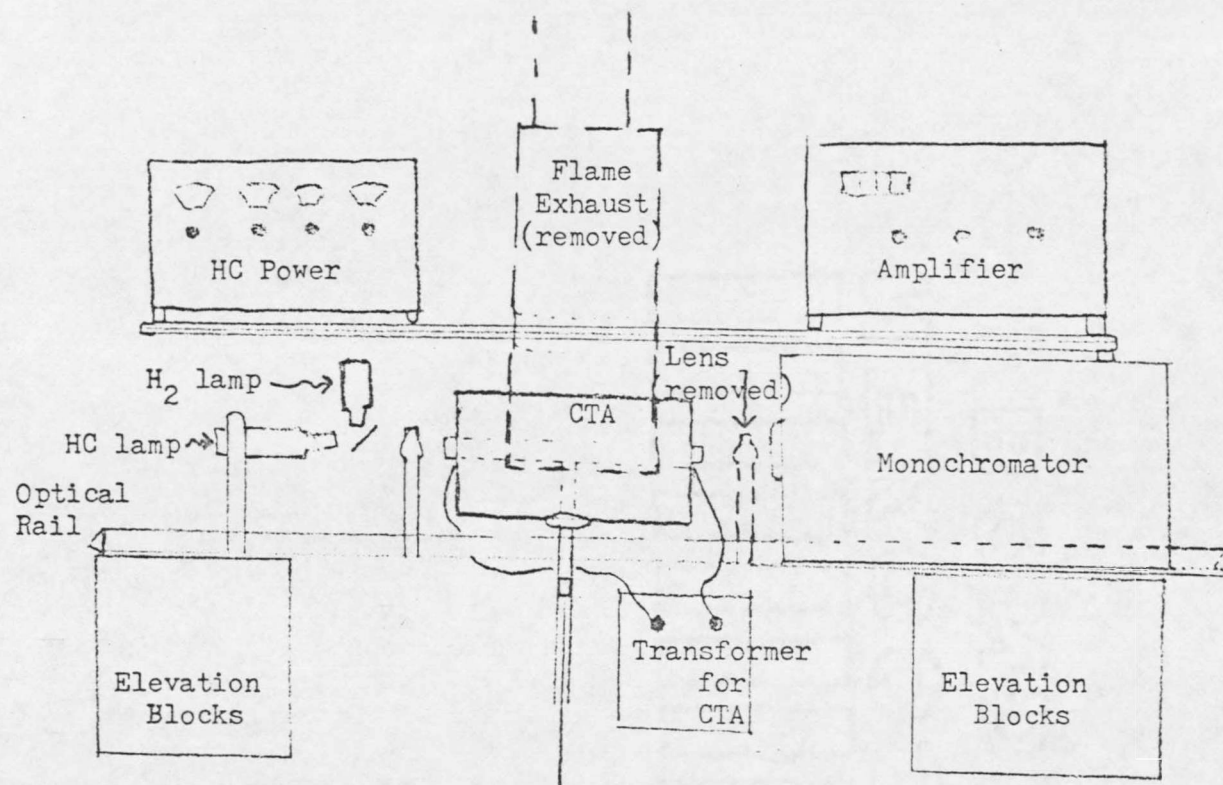 Flame
Exhaust
(removed)
HC Power
Amplifier
H2 lamp
HC lamp
Lens
removed)
CTA
Monochromator
Optical
Rail
Transformer
for
CTA
Elevation
Blocks
Elevation
Blocks